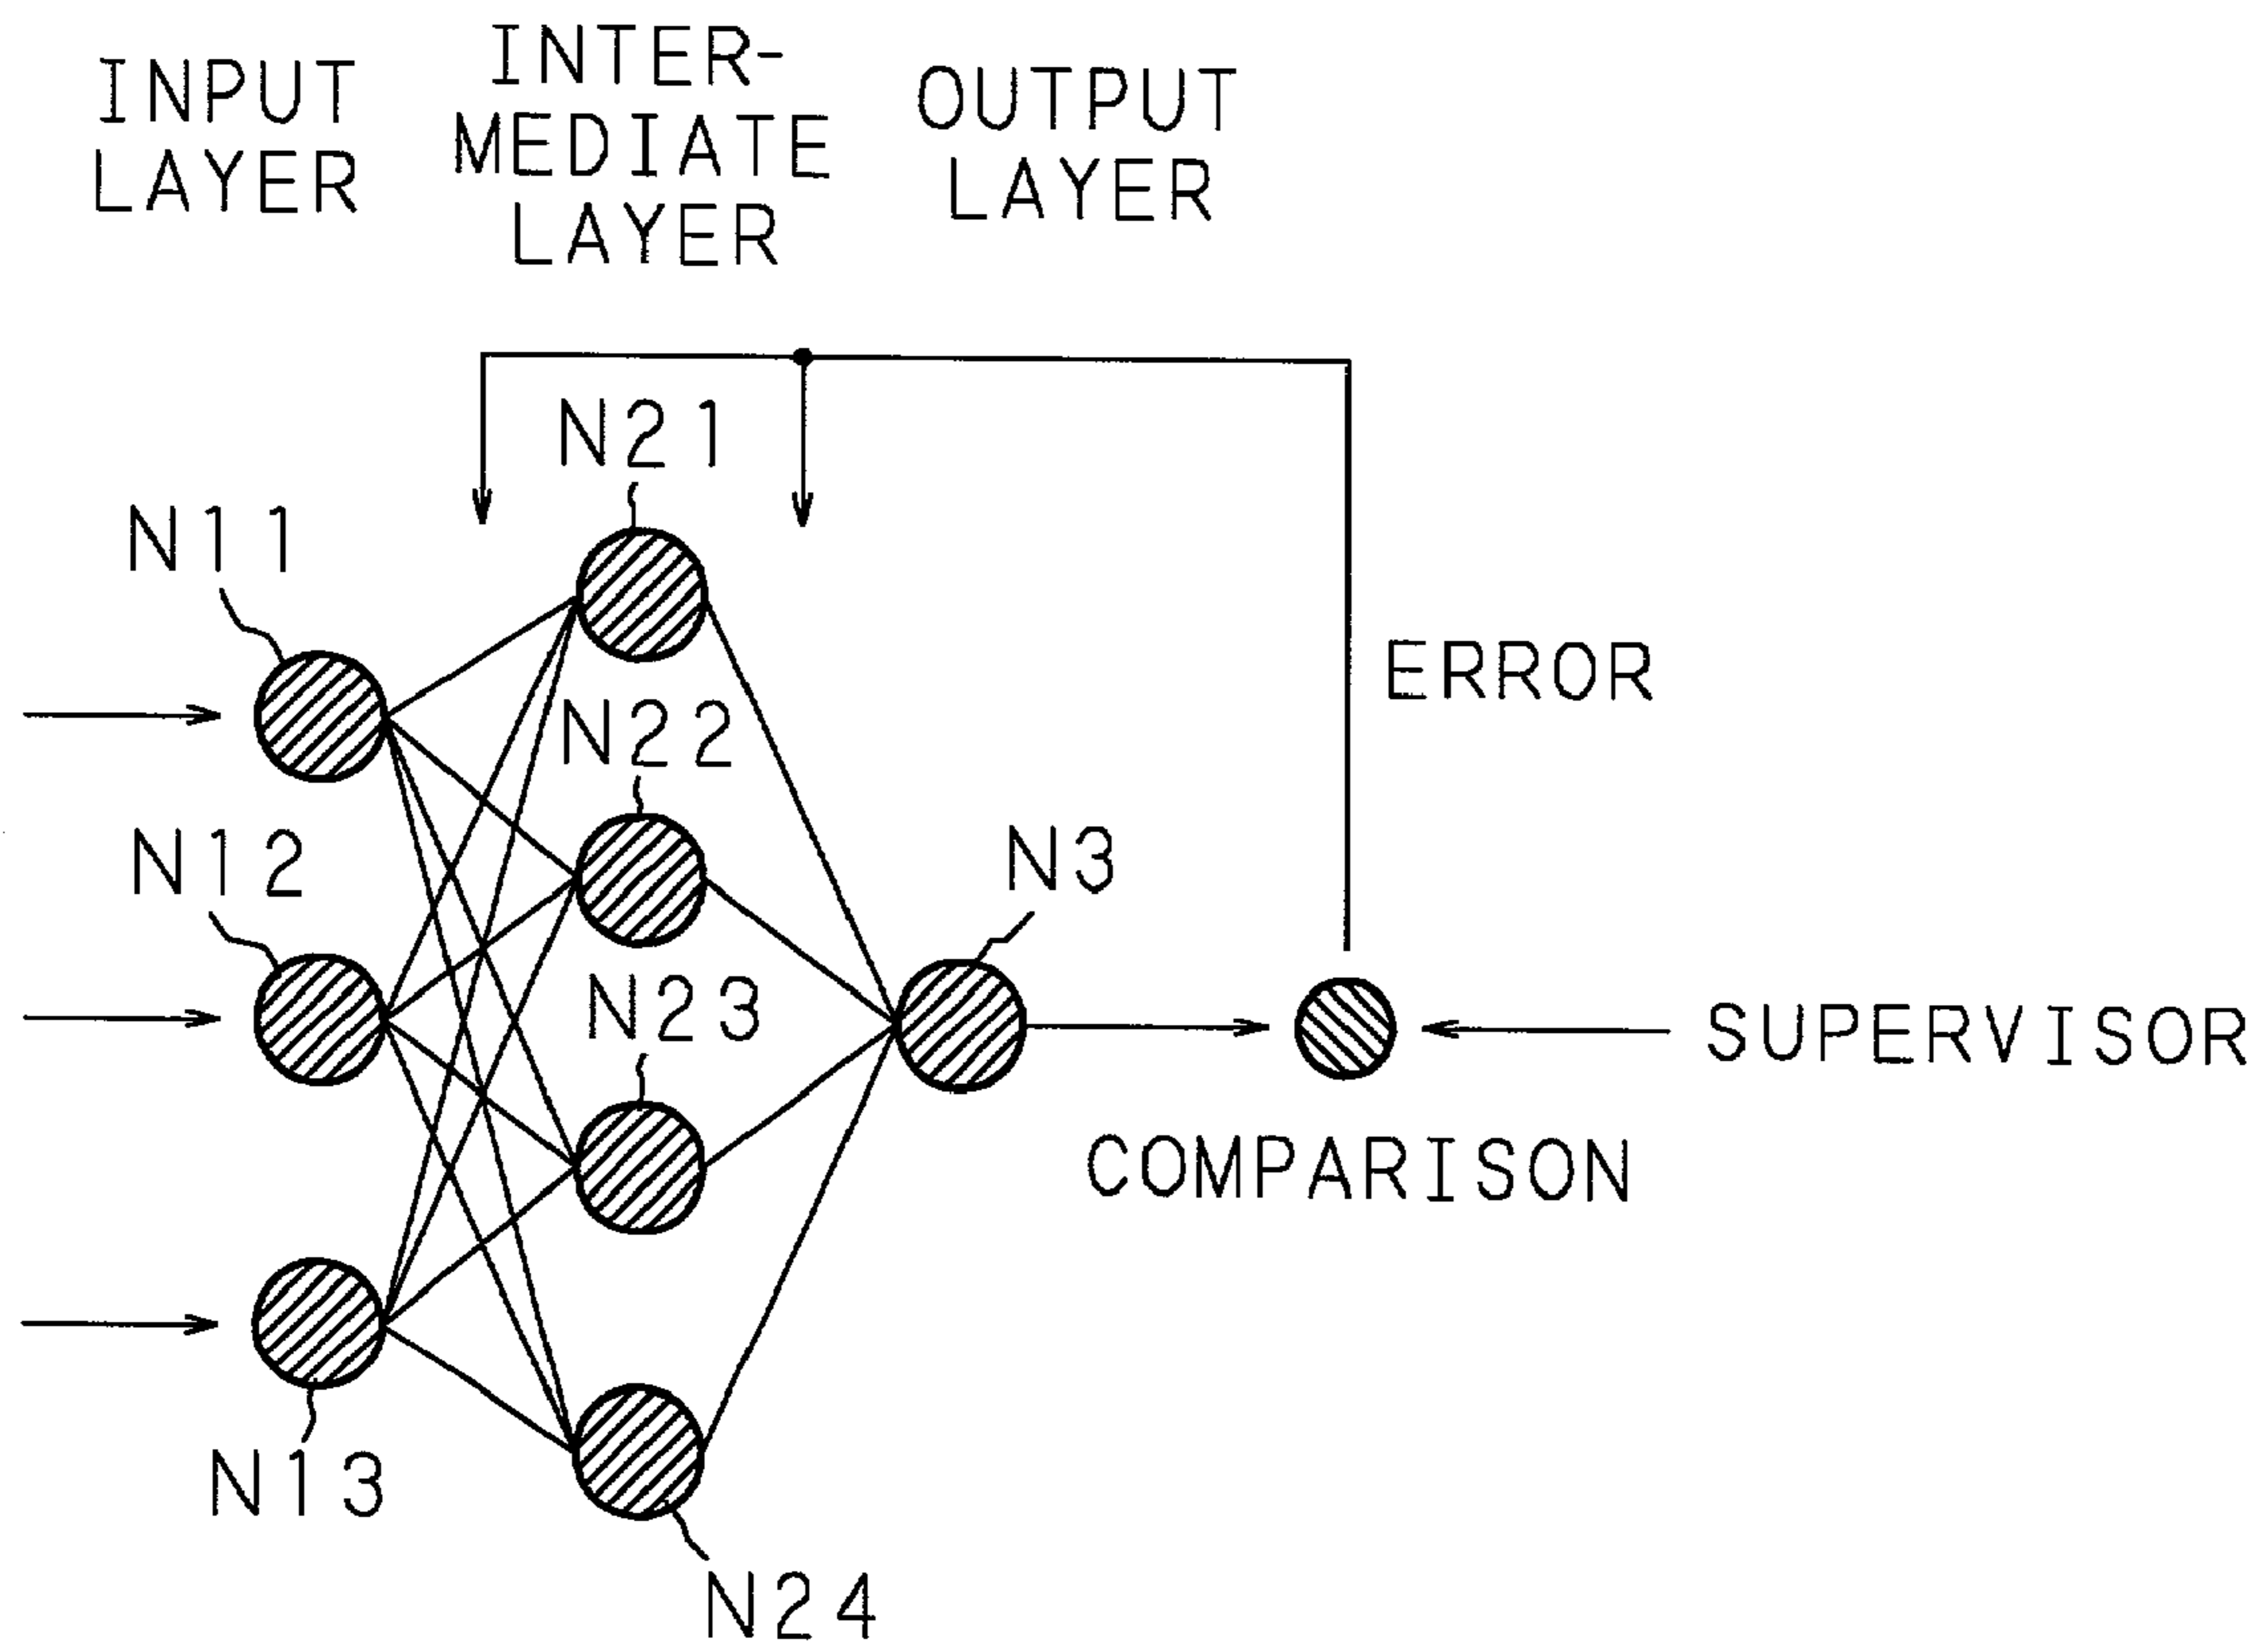 INPUT
LAYER
INTER-
MEDIATE
LAYER
OUTPUT
LAYER
N21
N11
ERROR
N22
N12
N3
N23
SUPERVISOR
COMPARISON
N13
N24